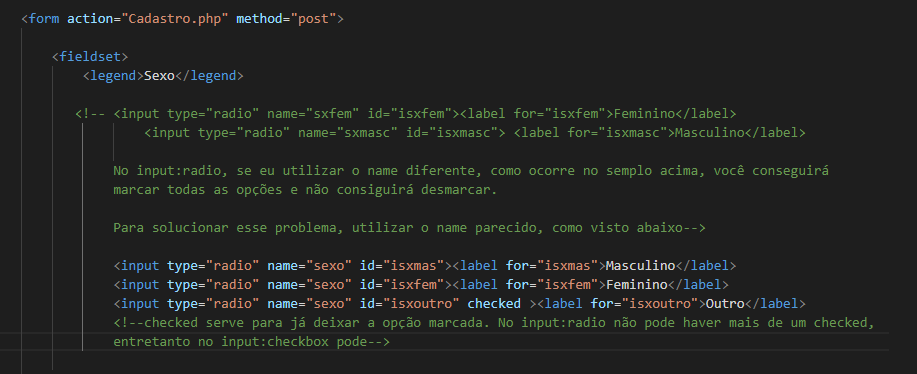 <form action="Cadastro.php" method="post">
<fieldset>
<legend>Sexo</legend>
<!-- <input type="radio" name="sxfem" id="isxfem"><label for="isxfem">Feminino</label>
<input type="radio" name="sxmasc" id="isxmasc"> <label for="isxmasc">Masculino</label>
No input:radio, se eu utilizar o name diferente, como ocorre no semplo acima, você conseguirá
marcar todas as opções e não consiguirá desmarcar.
Para solucionar esse problema, utilizar o name parecido, como visto abaixo-->
<input type="radio" name="sexo" id="isxmas"><label for="isxmas">Masculino</label>
<input type="radio" name="sexo" id="isxfem"><label for="isxfem">Feminino</label>
<input type="radio" name="sexo" id="isxoutro" checked ><label for="isxoutro">Outro</label>
<!--checked serve para já deixar a opção marcada. No input:radio não pode haver mais de um checked,
entretanto no input:checkbox pode-->